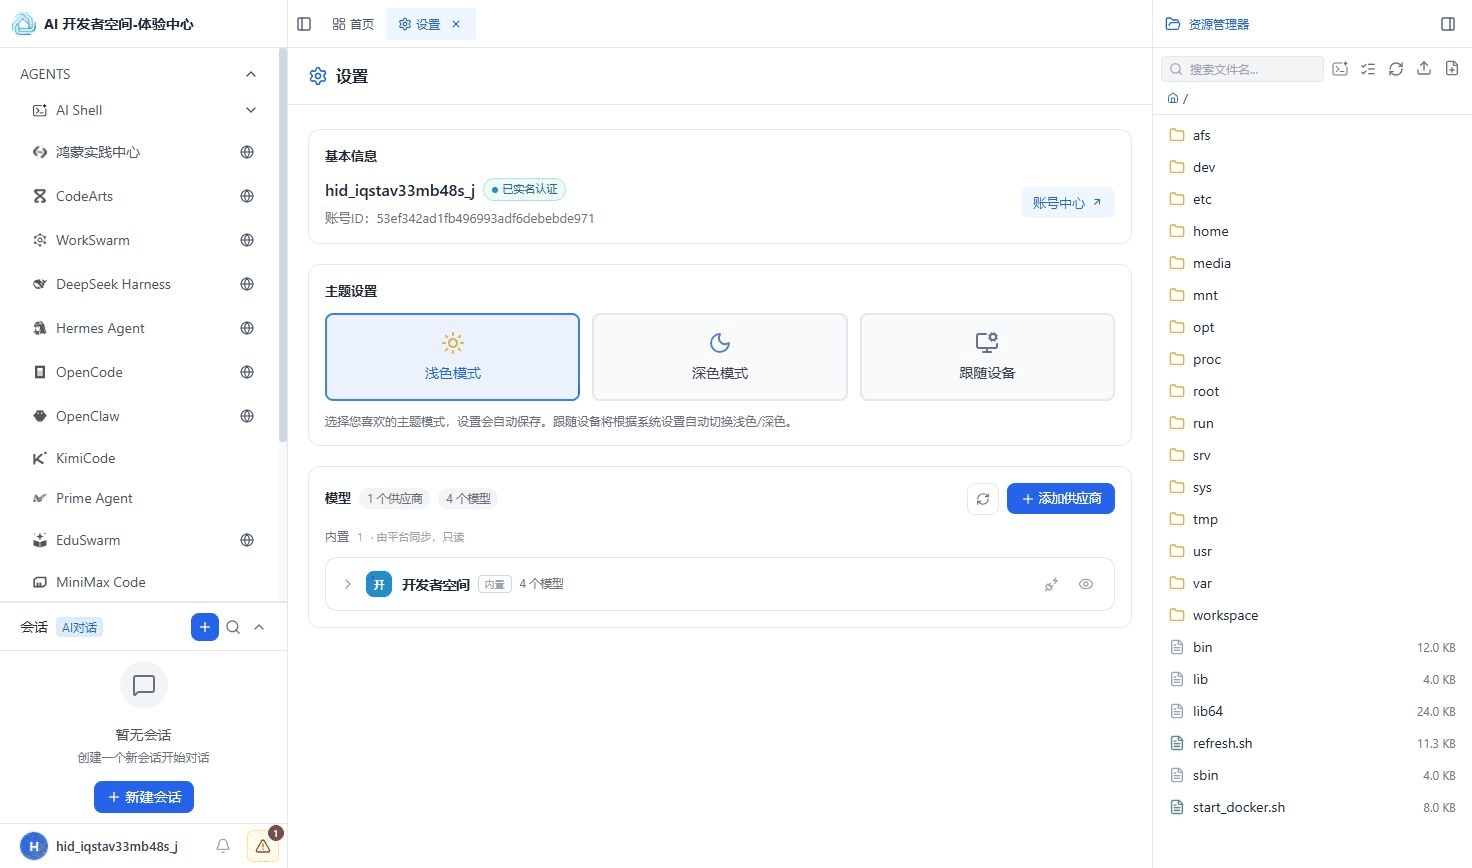 AI 开发者空间-体验中心
AGENTS
AI Shell
鸿蒙实践中心
CodeArts
WorkSwarm
DeepSeek Harness
Hermes Agent
OpenCode
OpenClaw
KimiCode
Prime Agent
EduSwarm
MiniMax Code
会话 AI对话
暂无会话
创建一个新会话开始对话
新建会话
H hid_iqstav33mb48s_j 1
首页 设置
设置
基本信息
hid_iqstav33mb48s_j 已实名认证
账号ID：53ef342ad1fb496993adf6debebde971
账号中心
主题设置
浅色模式
深色模式
跟随设备
选择您喜欢的主题模式，设置会自动保存。跟随设备将根据系统设置自动切换浅色/深色。
模型 1 个供应商 4 个模型
添加供应商
内置 1 · 由平台同步，只读
开 开发者空间 内置 4 个模型
资源管理器
搜索文件名...
/
afs
dev
etc
home
media
mnt
opt
proc
root
run
srv
sys
tmp
usr
var
workspace
bin 12.0 KB
lib 4.0 KB
lib64 24.0 KB
refresh.sh 11.3 KB
sbin 4.0 KB
start_docker.sh 8.0 KB